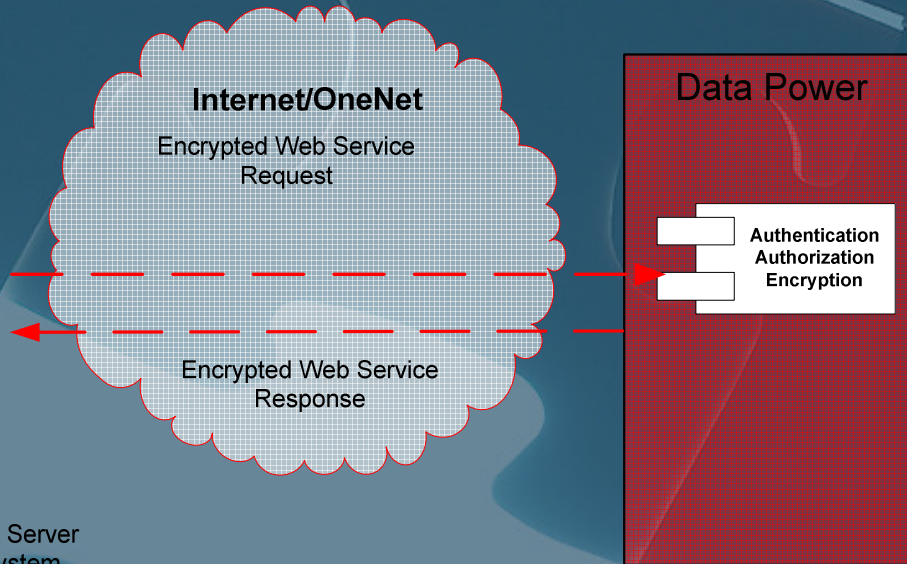 Internet/OneNet
Encrypted Web Service
Request
Data Power
Authentication
Authorization
Encryption
Encrypted Web Service
Response
Server